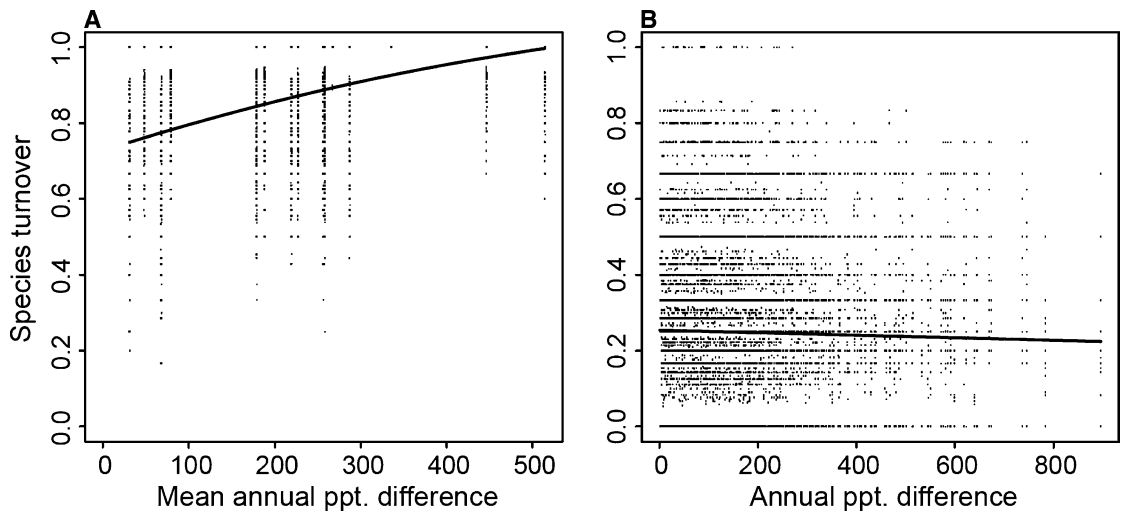 A
Species turnover
0.0 0.2 0.4 0.6 0.8 1.0
0 100 200 300 400 500
Mean annual ppt. difference
B
0.0 0.2 0.4 0.6 0.8 1.0
0 200 400 600 800
Annual ppt. difference